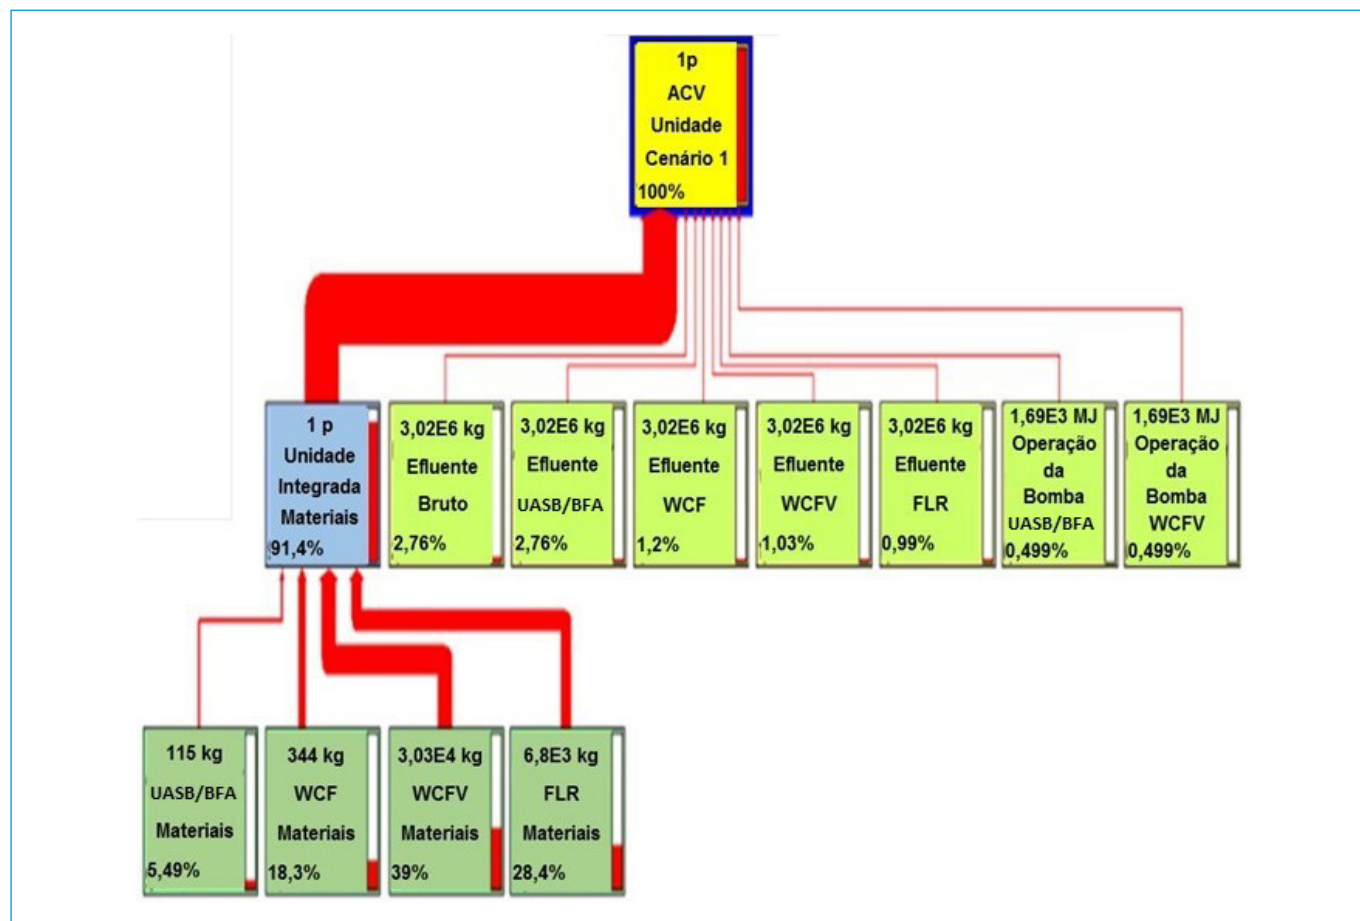 1p
ACV
Unidade
Cenário 1
100%
1 p
Unidade
Integrada
Materiais
91,4%
3,02E6 kg
Efluente
Bruto
2,76%
3,02E6 kg
Efluente
UASB/BFA
2,76%
3,02E6 kg
Efluente
WCF
1,2%
3,02E6 kg
Efluente
WCFV
1,03%
3,02E6 kg
Efluente
FLR
0,99%
1,69E3 MJ
Operação
da
Bomba
UASB/BFA
0,499%
1,69E3 MJ
Operação
da
Bomba
WCFV
0,499%
115 kg
UASB/BFA
Materiais
5,49%
344 kg
WCF
Materiais
18,3%
3,03E4 kg
WCFV
Materiais
39%
6,8E3 kg
FLR
Materiais
28,4%